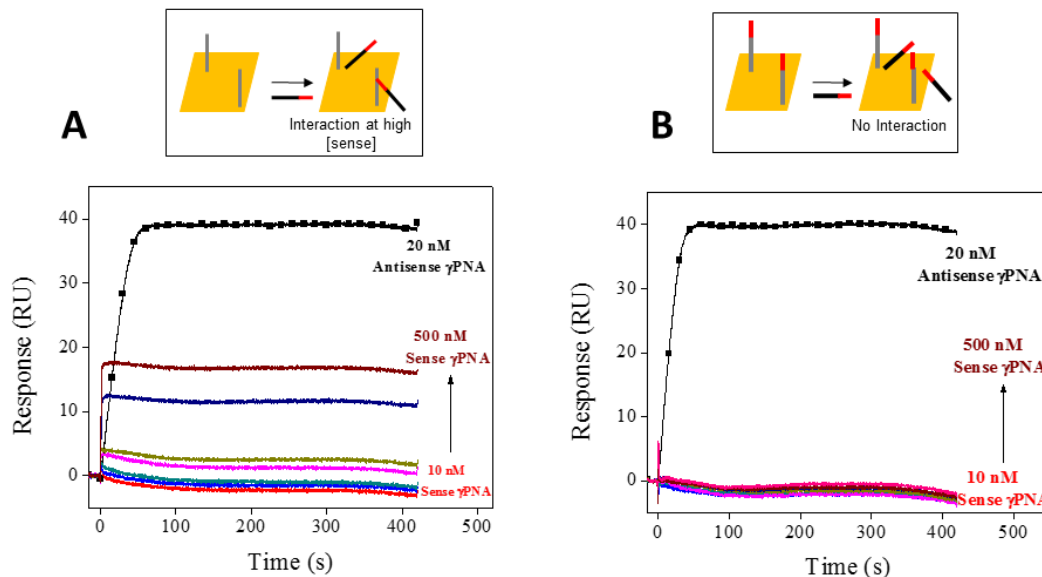 A
Interaction at high
[sense]
Response (RU)
40
30
20
10
0
20 nM
Antisense γPNA
500 nM
Sense γPNA
10 nM
Sense γPNA
0
100
200
300
400
500
Time (s)
B
No Interaction
Response (RU)
40
30
20
10
0
20 nM
Antisense γPNA
500 nM
Sense γPNA
10 nM
Sense γPNA
0
100
200
300
400
500
Time (s)